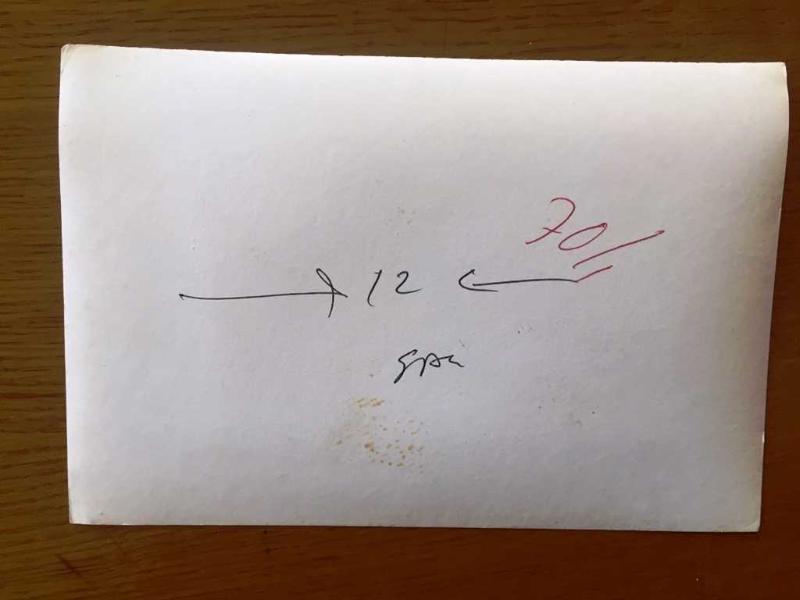 70/
→ 12 ←